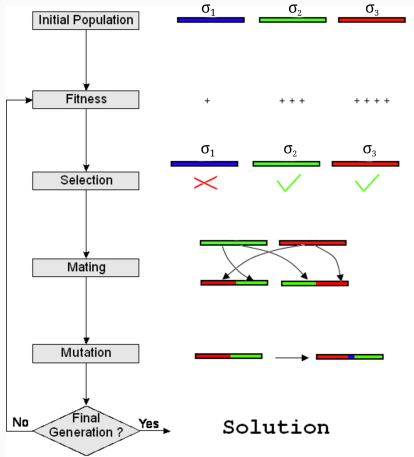 Initial Population
σ1 σ2 σ3
Fitness
+ +++ ++++
σ1 σ2 σ3
Selection
Mating
Mutation
No
Final
Generation ?
Yes
Solution